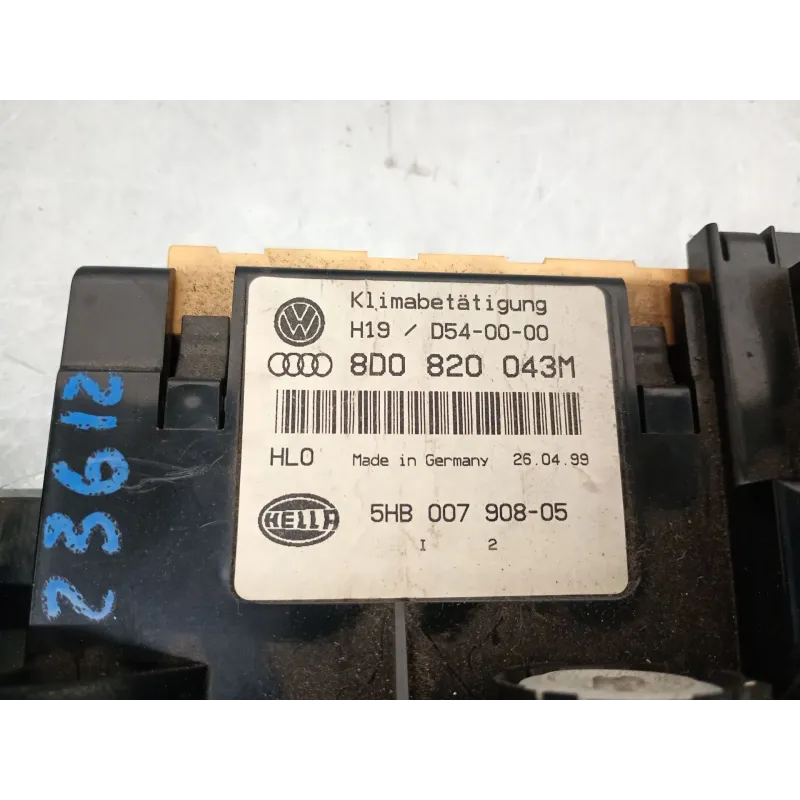 Klimabetätigung
H19 / D54-00-00
8D0 820 043M
HLO Made in Germany 26.04.99
HELLA 5HB 007 908-05
I 2